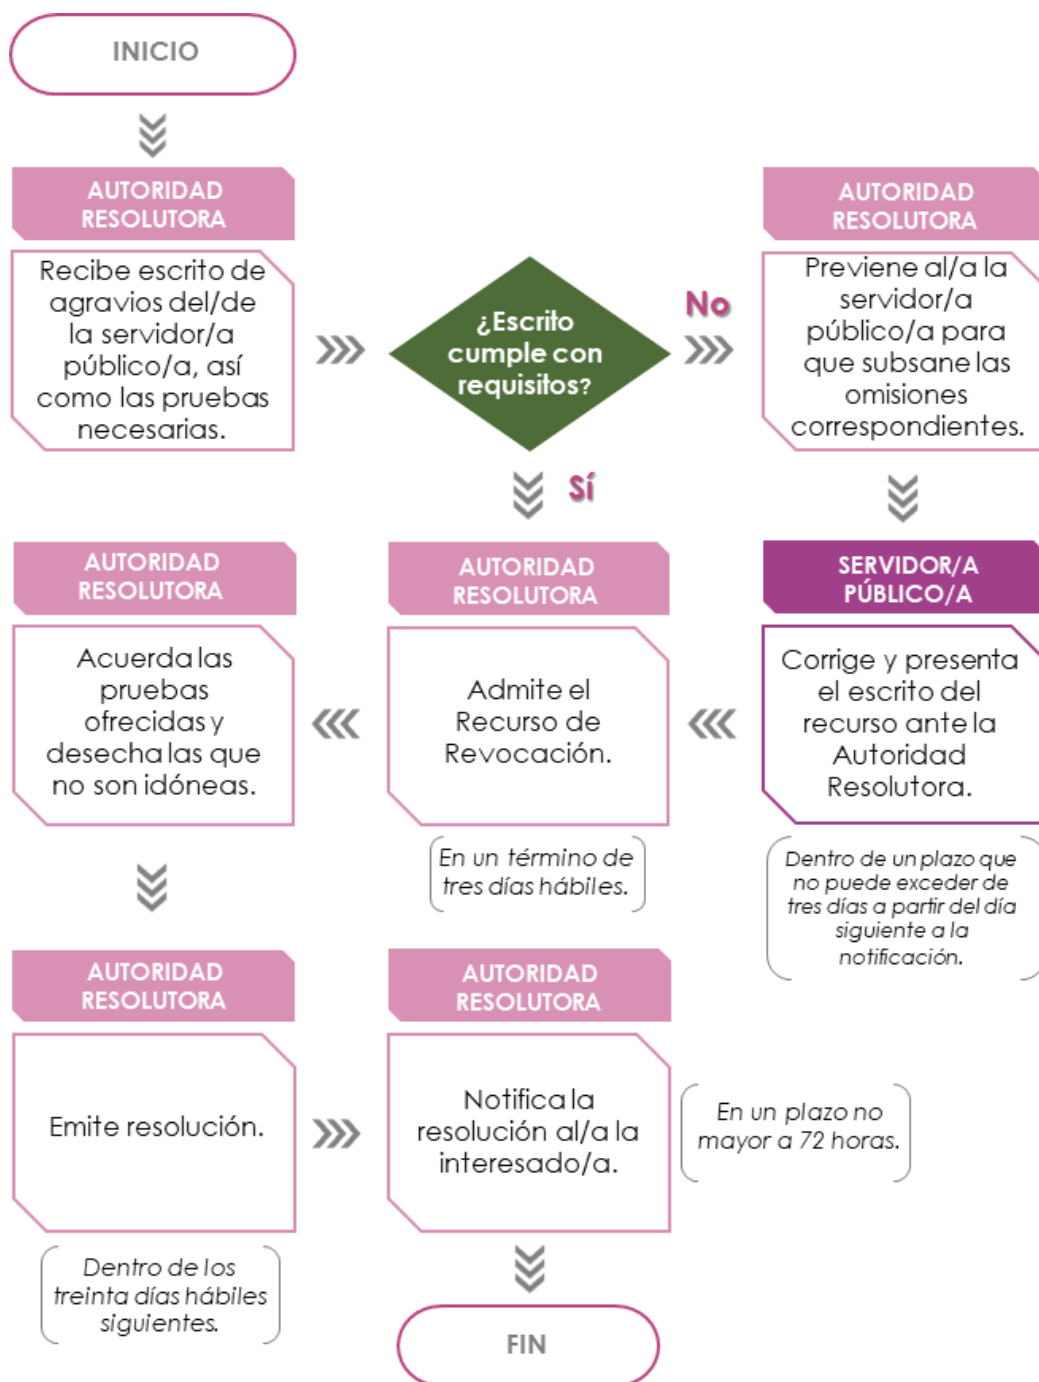 INICIO
AUTORIDAD
RESOLUTORA
Recibe escrito de
agravios del/de
la servidor/a
público/a, así
como las pruebas
necesarias.
¿Escrito
cumple con
requisitos?
No
AUTORIDAD
RESOLUTORA
Previene al/a la
servidor/a
público/a para
que subsane las
omisiones
correspondientes.
Sí
SERVIDOR/A
PÚBLICO/A
Corrige y presenta
el escrito del
recurso ante la
Autoridad
Resolutora.
Dentro de un plazo que
no puede exceder de
tres días a partir del día
siguiente a la
notificación.
AUTORIDAD
RESOLUTORA
Admite el
Recurso de
Revocación.
En un término de
tres días hábiles.
AUTORIDAD
RESOLUTORA
Acuerda las
pruebas
ofrecidas y
desecha las que
no son idóneas.
AUTORIDAD
RESOLUTORA
Emite resolución.
Dentro de los
treinta días hábiles
siguientes.
AUTORIDAD
RESOLUTORA
Notifica la
resolución al/a la
interesado/a.
En un plazo no
mayor a 72 horas.
FIN